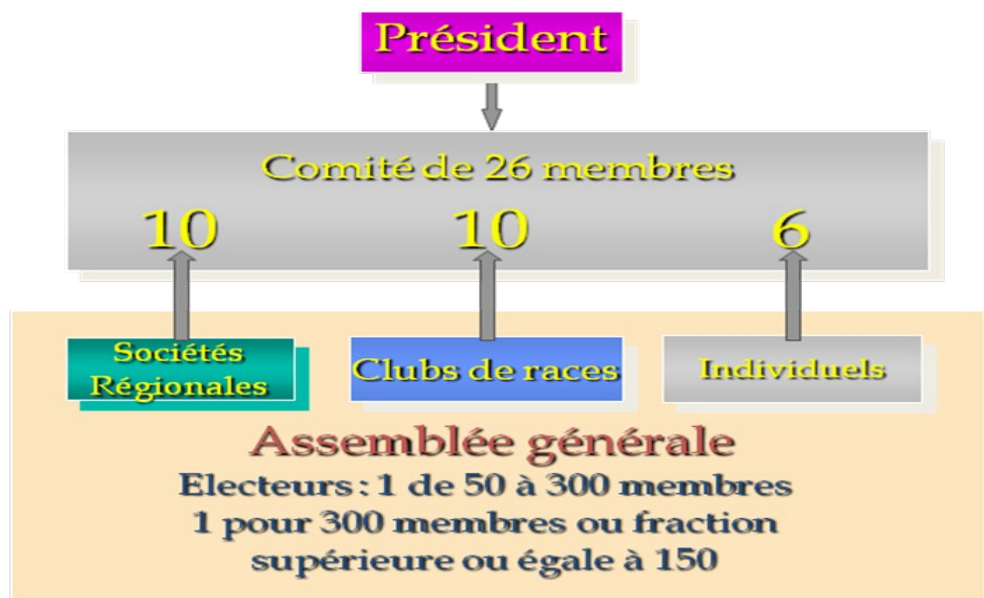 Président
Comité de 26 membres
10 10 6
Sociétés
Régionales
Clubs de races
Individuels
Assemblée générale
Electeurs : 1 de 50 à 300 membres
1 pour 300 membres ou fraction
supérieure ou égale à 150